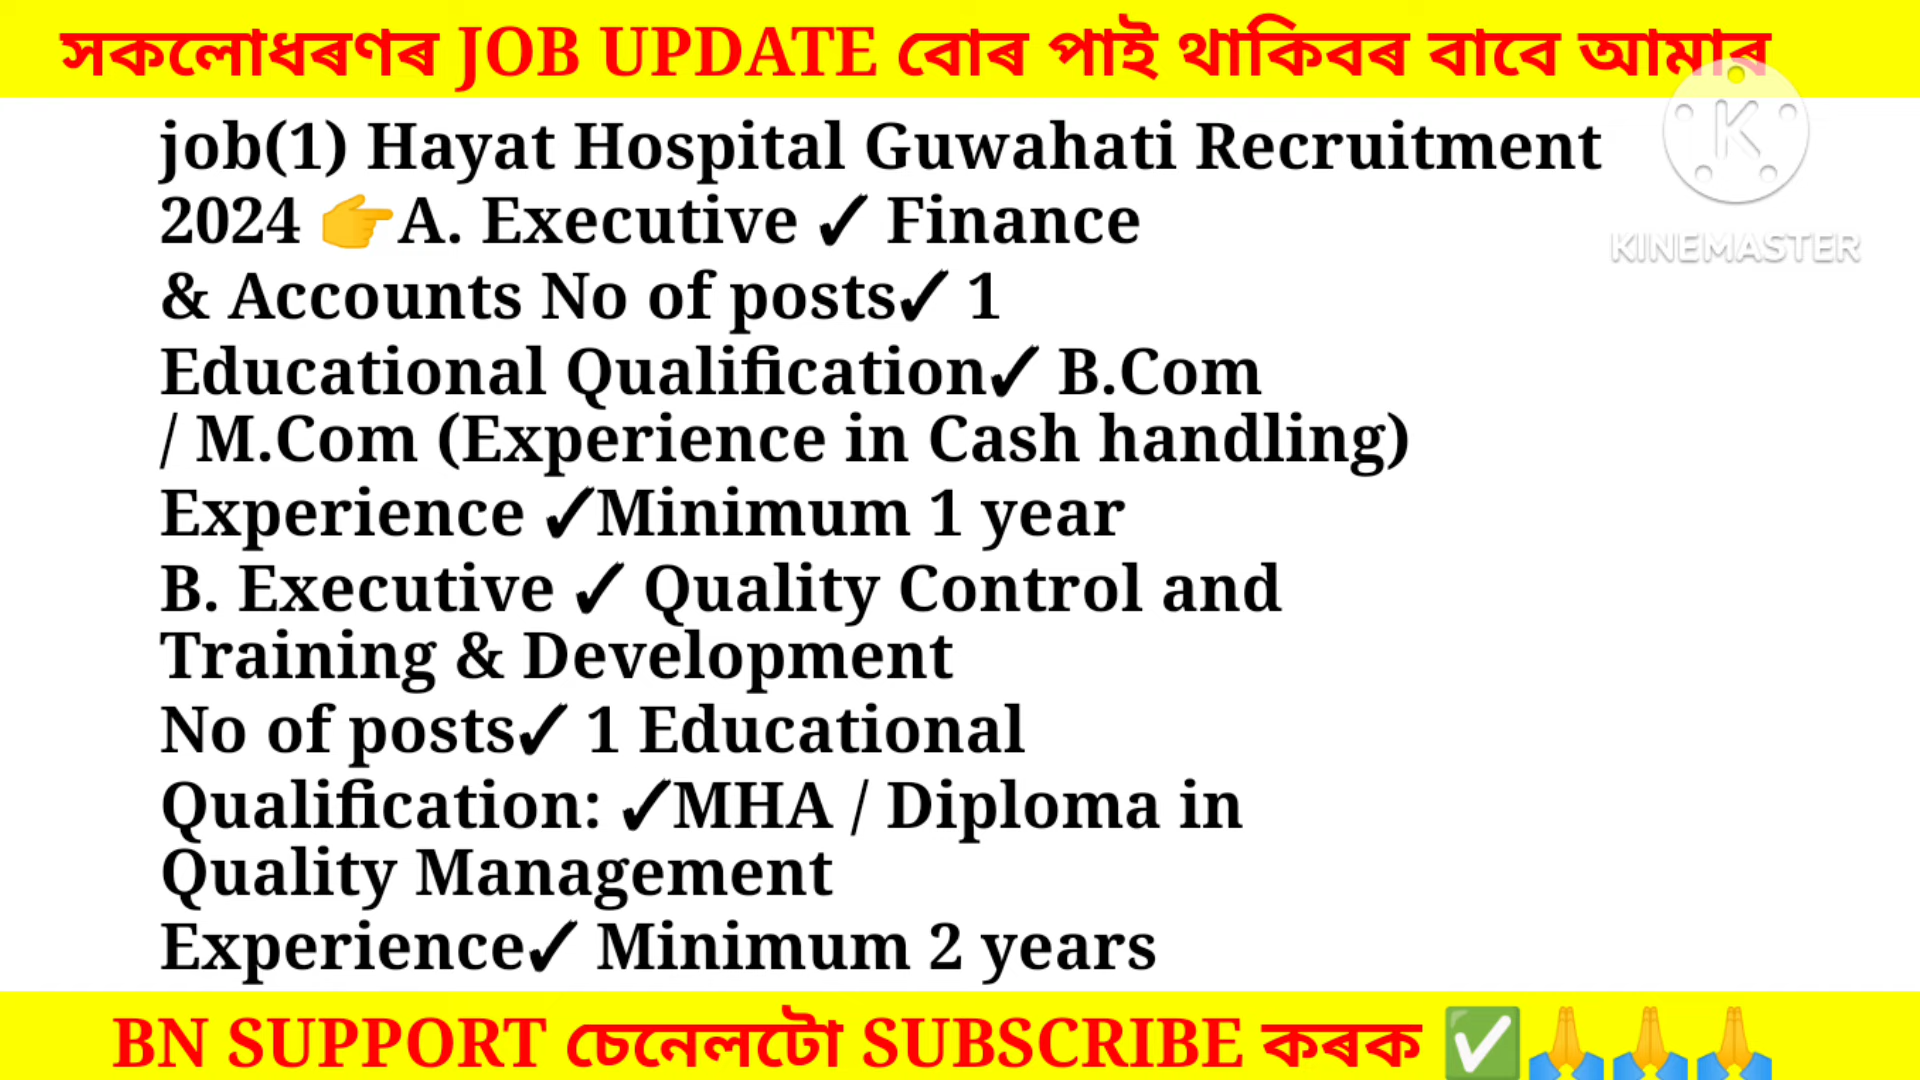 সকলোধৰণৰ JOB UPDATE বোৰ পাই থাকিবৰ বাবে আমাৰ
job(1) Hayat Hospital Guwahati Recruitment
2024 👉A. Executive ✓ Finance
& Accounts No of posts✓ 1
Educational Qualification✓ B.Com
/ M.Com (Experience in Cash handling)
Experience ✓Minimum 1 year
B. Executive ✓ Quality Control and
Training & Development
No of posts✓ 1 Educational
Qualification: ✓MHA / Diploma in
Quality Management
Experience✓ Minimum 2 years
BN SUPPORT চেনেলটো SUBSCRIBE কৰক ✅🙏🙏🙏
K
KINEMASTER